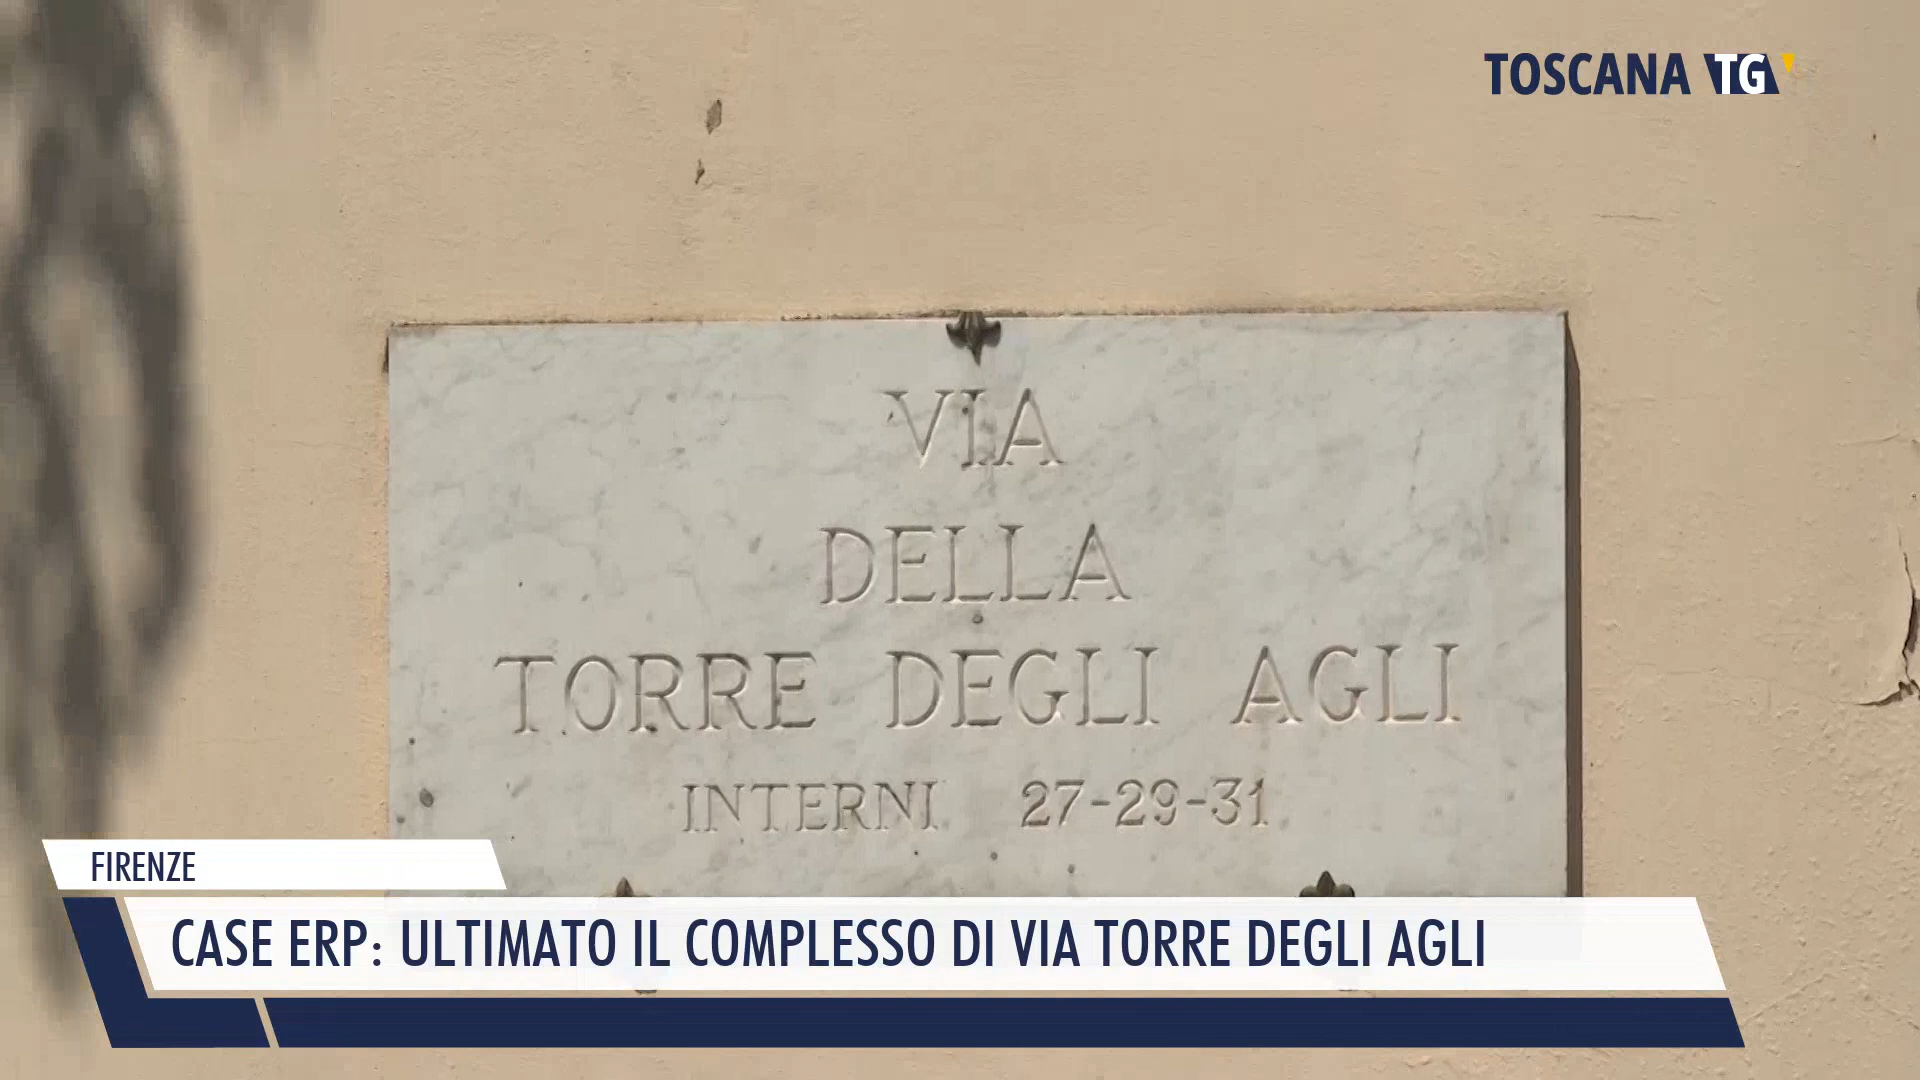 TOSCANA TG
VIA
DELLA
TORRE DEGLI AGLI
INTERNI 27-29-31
FIRENZE
CASE ERP: ULTIMATO IL COMPLESSO DI VIA TORRE DEGLI AGLI